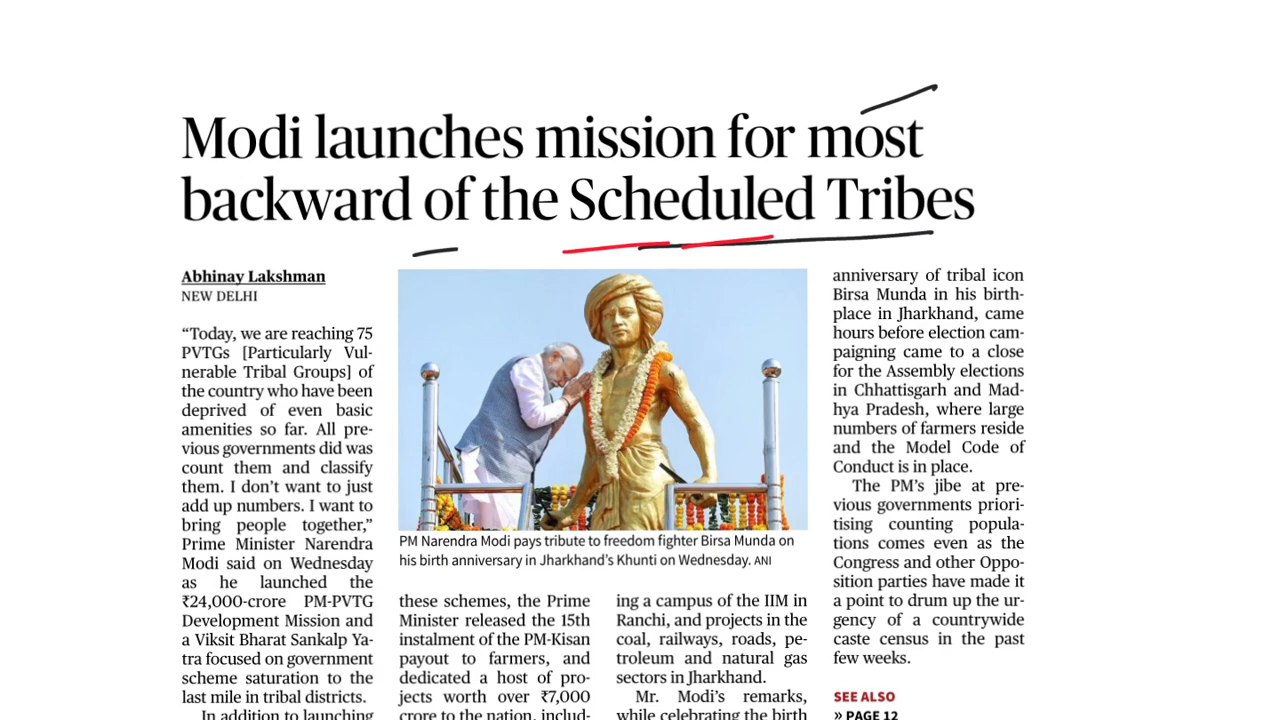 Modi launches mission for most
backward of the Scheduled Tribes
Abhinay Lakshman
NEW DELHI
“Today, we are reaching 75
PVTGs [Particularly Vul-
nerable Tribal Groups] of
the country who have been
deprived of even basic
amenities so far. All pre-
vious governments did was
count them and classify
them. I don’t want to just
add up numbers. I want to
bring people together,”
Prime Minister Narendra
Modi said on Wednesday
as he launched the
₹24,000-crore PM-PVTG
Development Mission and
a Viksit Bharat Sankalp Ya-
tra focused on government
scheme saturation to the
last mile in tribal districts.
In addition to launching
PM Narendra Modi pays tribute to freedom fighter Birsa Munda on
his birth anniversary in Jharkhand’s Khunti on Wednesday. ANI
these schemes, the Prime
Minister released the 15th
instalment of the PM-Kisan
payout to farmers, and
dedicated a host of pro-
jects worth over ₹7,000
crore to the nation, includ-
ing a campus of the IIM in
Ranchi, and projects in the
coal, railways, roads, pe-
troleum and natural gas
sectors in Jharkhand.
Mr. Modi’s remarks,
while celebrating the birth
anniversary of tribal icon
Birsa Munda in his birth-
place in Jharkhand, came
hours before election cam-
paigning came to a close
for the Assembly elections
in Chhattisgarh and Mad-
hya Pradesh, where large
numbers of farmers reside
and the Model Code of
Conduct is in place.
The PM’s jibe at pre-
vious governments priori-
tising counting popula-
tions comes even as the
Congress and other Oppo-
sition parties have made it
a point to drum up the ur-
gency of a countrywide
caste census in the past
few weeks.
SEE ALSO
» PAGE 12